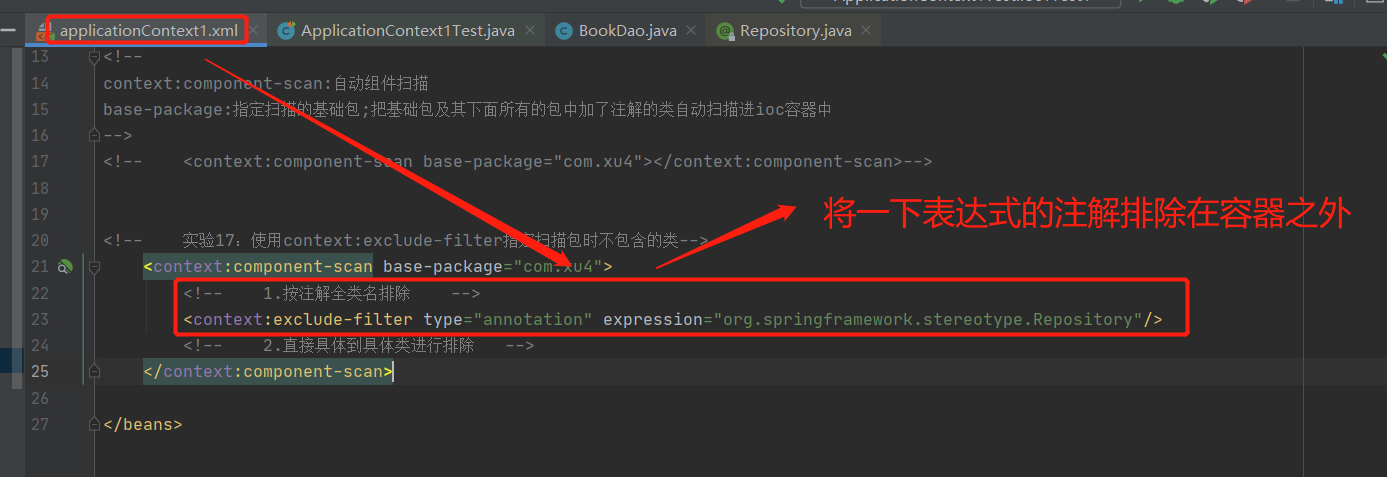 applicationContext1.xml
ApplicationContext1Test.java
BookDao.java
Repository.java
13 <!--
14 context:component-scan:自动组件扫描
15 base-package:指定扫描的基础包;把基础包及其下面所有的包中加了注解的类自动扫描进ioc容器中
16 -->
17 <!-- <context:component-scan base-package="com.xu4"></context:component-scan>-->
18
19
将一下表达式的注解排除在容器之外
20 <!-- 实验17：使用context:exclude-filter指定扫描包时不包含的类-->
21 <context:component-scan base-package="com.xu4">
22 <!-- 1.按注解全类名排除 -->
23 <context:exclude-filter type="annotation" expression="org.springframework.stereotype.Repository"/>
24 <!-- 2.直接具体到具体类进行排除 -->
25 </context:component-scan>
26
27 </beans>